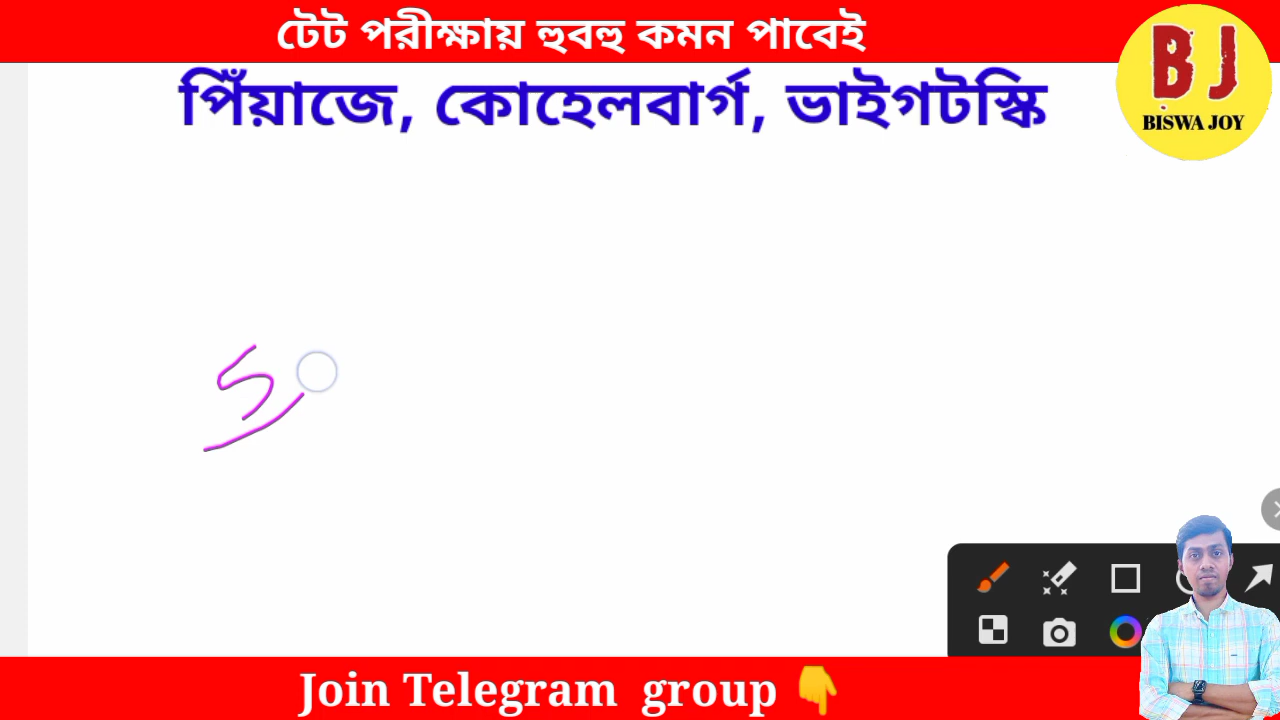 টেট পরীক্ষায় হুবহু কমন পাবেই
পিঁয়াজে, কোহেলবার্গ, ভাইগটস্কি
BJ
BISWA JOY
Join Telegram group 👇